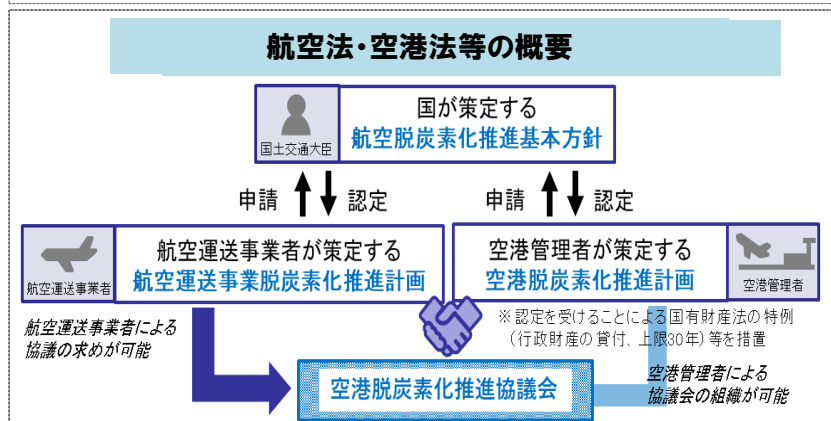 航空法・空港法等の概要
国が策定する
航空脱炭素化推進基本方針
国土交通大臣
申請
認定
申請
認定
航空運送事業者が策定する
航空運送事業脱炭素化推進計画
航空運送事業者
空港管理者が策定する
空港脱炭素化推進計画
空港管理者
航空運送事業者による
協議の求めが可能
※認定を受けることによる国有財産法の特例
(行政財産の貸付、上限30年)等を措置
空港脱炭素化推進協議会
空港管理者による
協議会の組織が可能